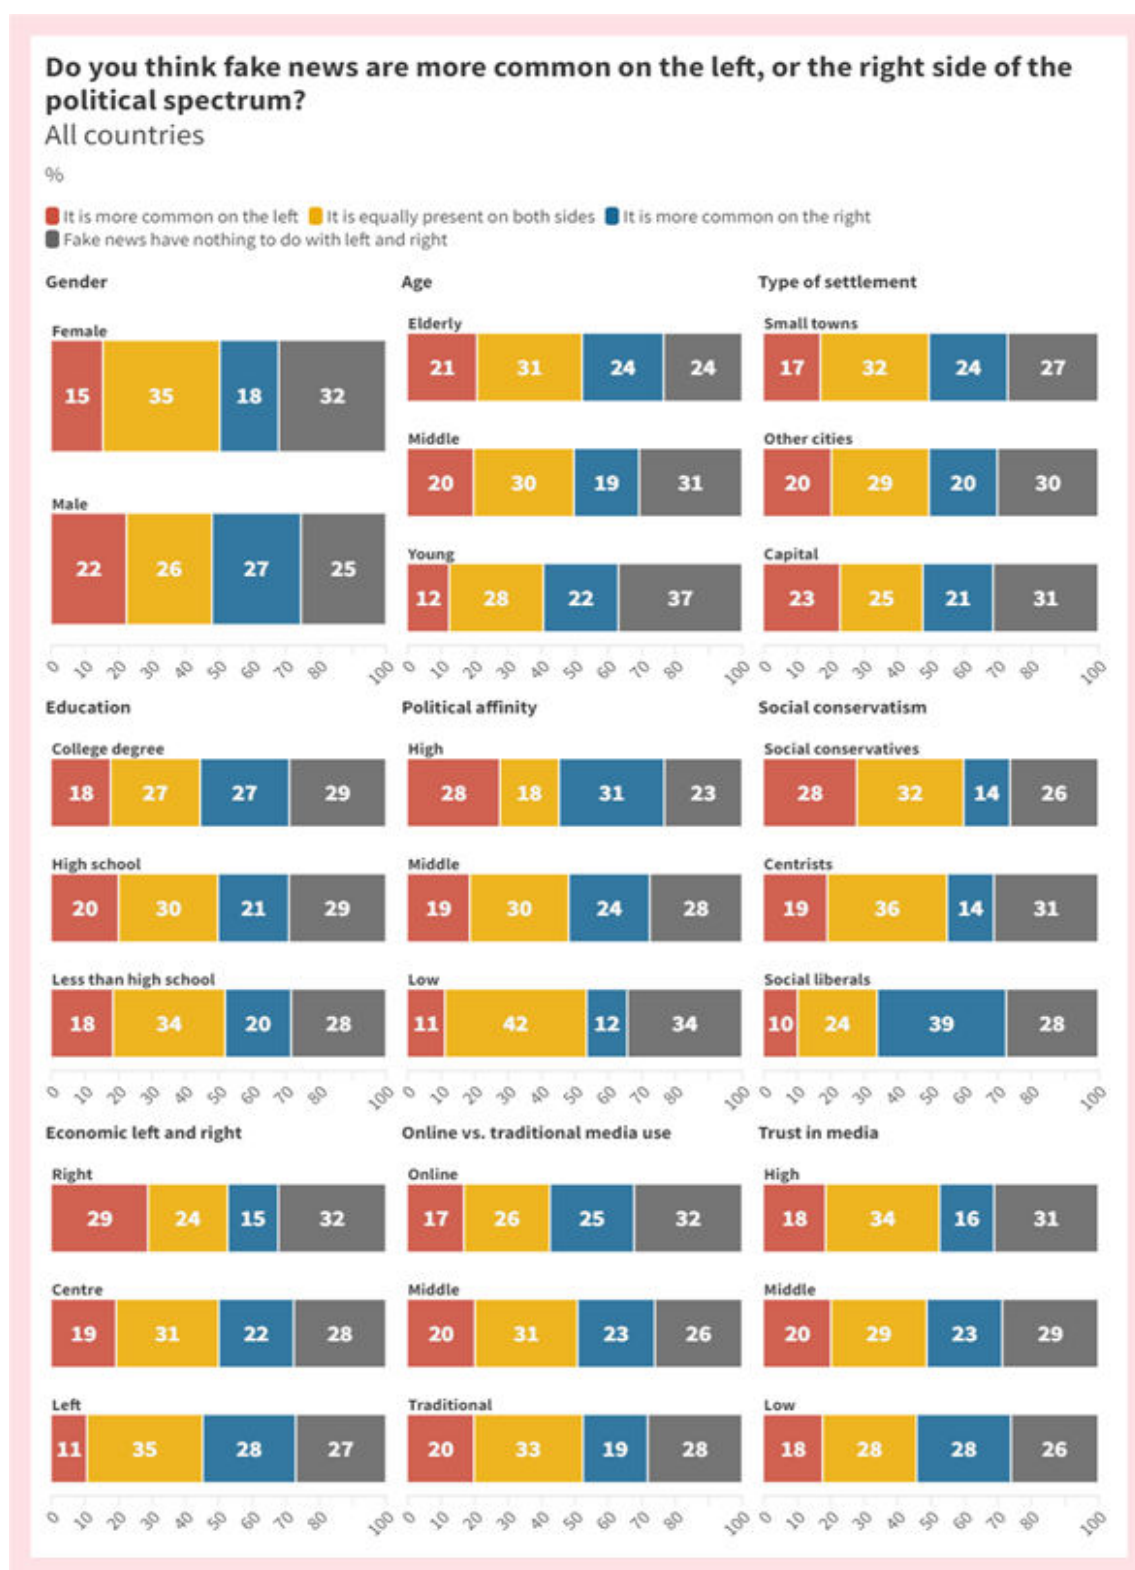 Do you think fake news are more common on the left, or the right side of the
political spectrum?
All countries
%
It is more common on the left It is equally present on both sides It is more common on the right
Fake news have nothing to do with left and right
Gender
Female
15 35 18 32
Male
22 26 27 25
0 10 20 30 40 50 60 70 80 100
Age
Elderly
21 31 24 24
Middle
20 30 19 31
Young
12 28 22 37
0 10 20 30 40 50 60 70 80 100
Type of settlement
Small towns
17 32 24 27
Other cities
20 29 20 30
Capital
23 25 21 31
0 10 20 30 40 50 60 70 80 100
Education
College degree
18 27 27 29
High school
20 30 21 29
Less than high school
18 34 20 28
0 10 20 30 40 50 60 70 80 100
Political affinity
High
28 18 31 23
Middle
19 30 24 28
Low
11 42 12 34
0 10 20 30 40 50 60 70 80 100
Social conservatism
Social conservatives
28 32 14 26
Centrists
19 36 14 31
Social liberals
10 24 39 28
0 10 20 30 40 50 60 70 80 100
Economic left and right
Right
29 24 15 32
Centre
19 31 22 28
Left
11 35 28 27
0 10 20 30 40 50 60 70 80 100
Online vs. traditional media use
Online
17 26 25 32
Middle
20 31 23 26
Traditional
20 33 19 28
0 10 20 30 40 50 60 70 80 100
Trust in media
High
18 34 16 31
Middle
20 29 23 29
Low
18 28 28 26
0 10 20 30 40 50 60 70 80 100